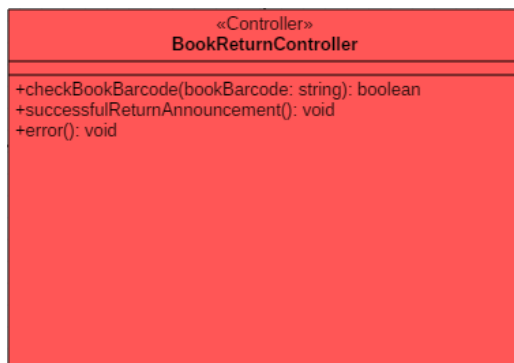 «Controller»
BookReturnController
+checkBookBarcode(bookBarcode: string): boolean
+successfulReturnAnnouncement(): void
+error(): void